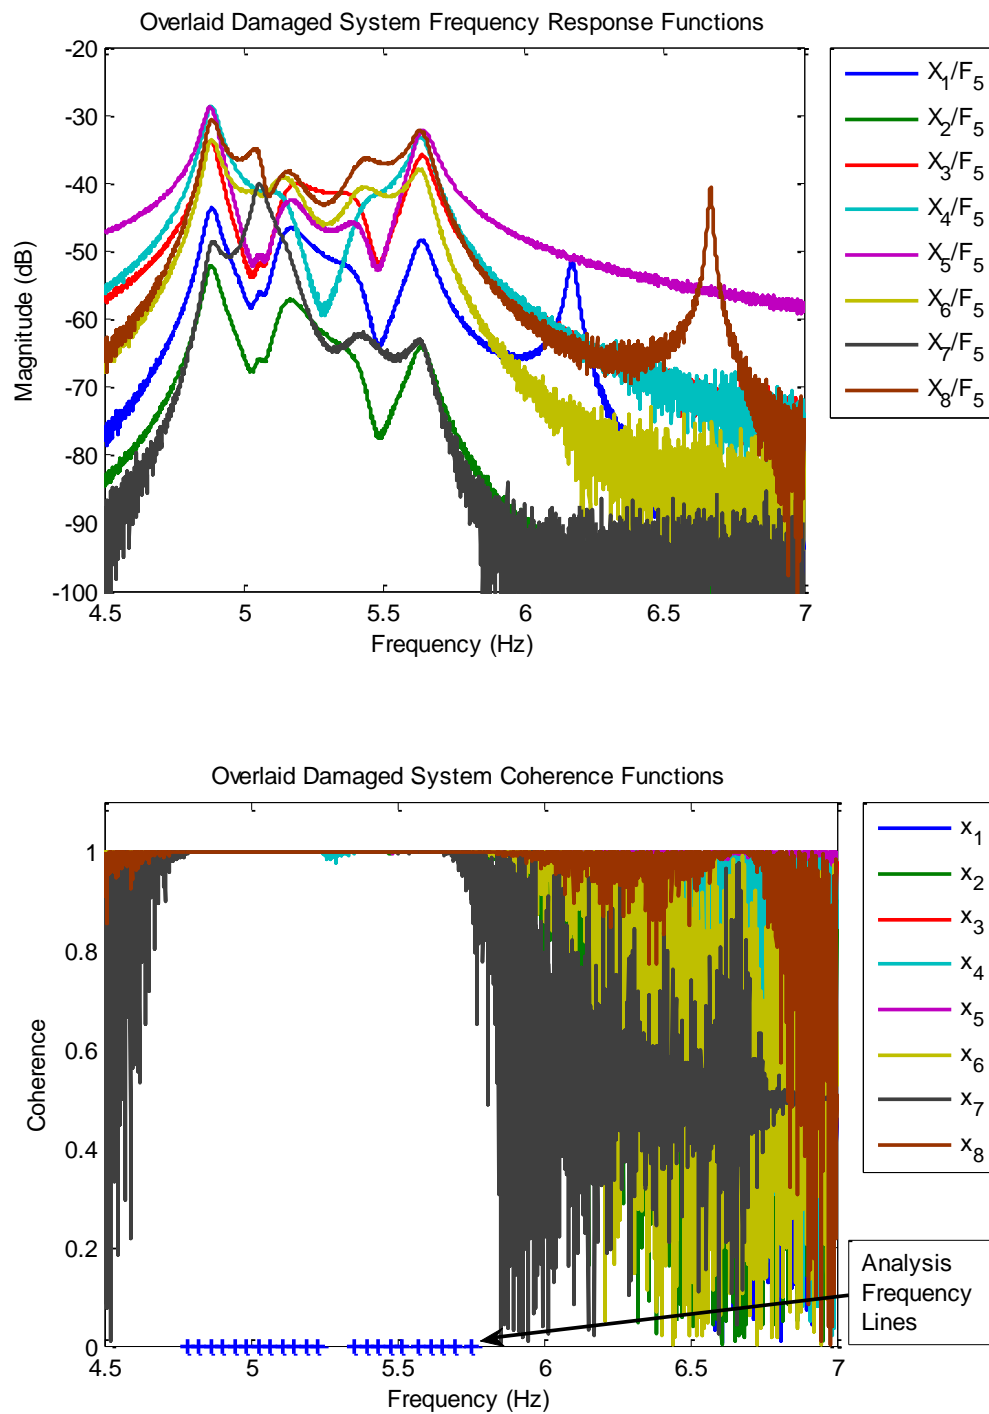 Overlaid Damaged System Frequency Response Functions
-20
-30
-40
-50
-60
-70
-80
-90
-100
Magnitude (dB)
4.5 5 5.5 6 6.5 7
Frequency (Hz)
X1/F5
X2/F5
X3/F5
X4/F5
X5/F5
X6/F5
X7/F5
X8/F5
Overlaid Damaged System Coherence Functions
1
0.8
0.6
0.4
0.2
0
Coherence
4.5 5 5.5 6 6.5 7
Frequency (Hz)
x1
x2
x3
x4
x5
x6
x7
x8
Analysis
Frequency
Lines